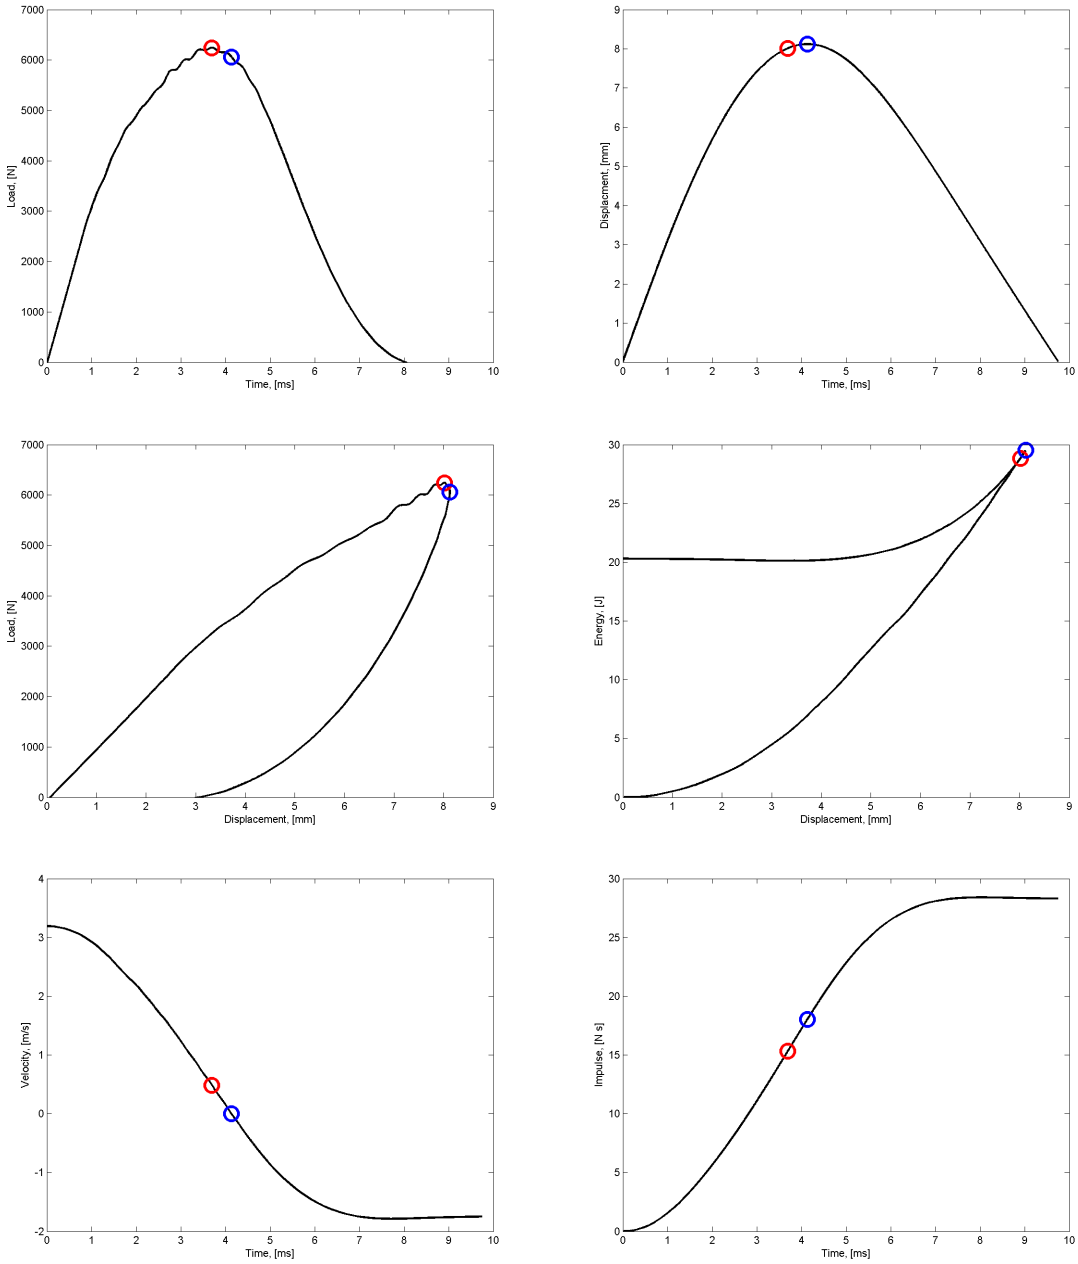 7000
6000
5000
4000
3000
2000
1000
0
Load, [N]
0 1 2 3 4 5 6 7 8 9 10
Time, [ms]
9
8
7
6
5
4
3
2
1
0
Displacment, [mm]
0 1 2 3 4 5 6 7 8 9 10
Time, [ms]
7000
6000
5000
4000
3000
2000
1000
0
Load, [N]
0 1 2 3 4 5 6 7 8 9
Displacement, [mm]
30
25
20
15
10
5
0
Energy, [J]
0 1 2 3 4 5 6 7 8 9
Displacement, [mm]
4
3
2
1
0
-1
-2
Velocity, [m/s]
0 1 2 3 4 5 6 7 8 9 10
Time, [ms]
30
25
20
15
10
5
0
Impulse, [N s]
0 1 2 3 4 5 6 7 8 9 10
Time, [ms]